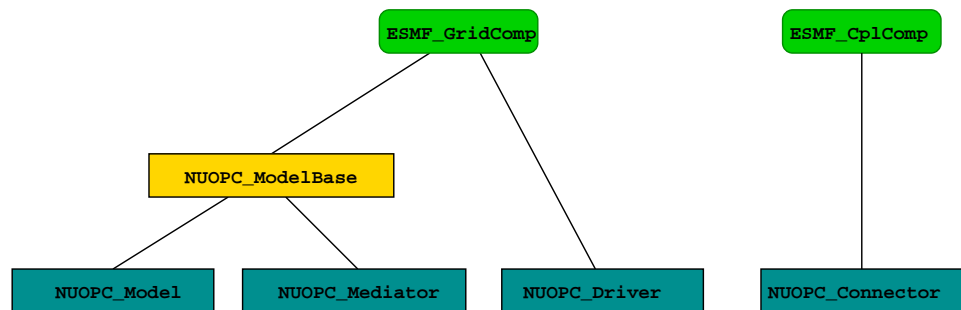 ESMF_GridComp
ESMF_CplComp
NUOPC_ModelBase
NUOPC_Model
NUOPC_Mediator
NUOPC_Driver
NUOPC_Connector